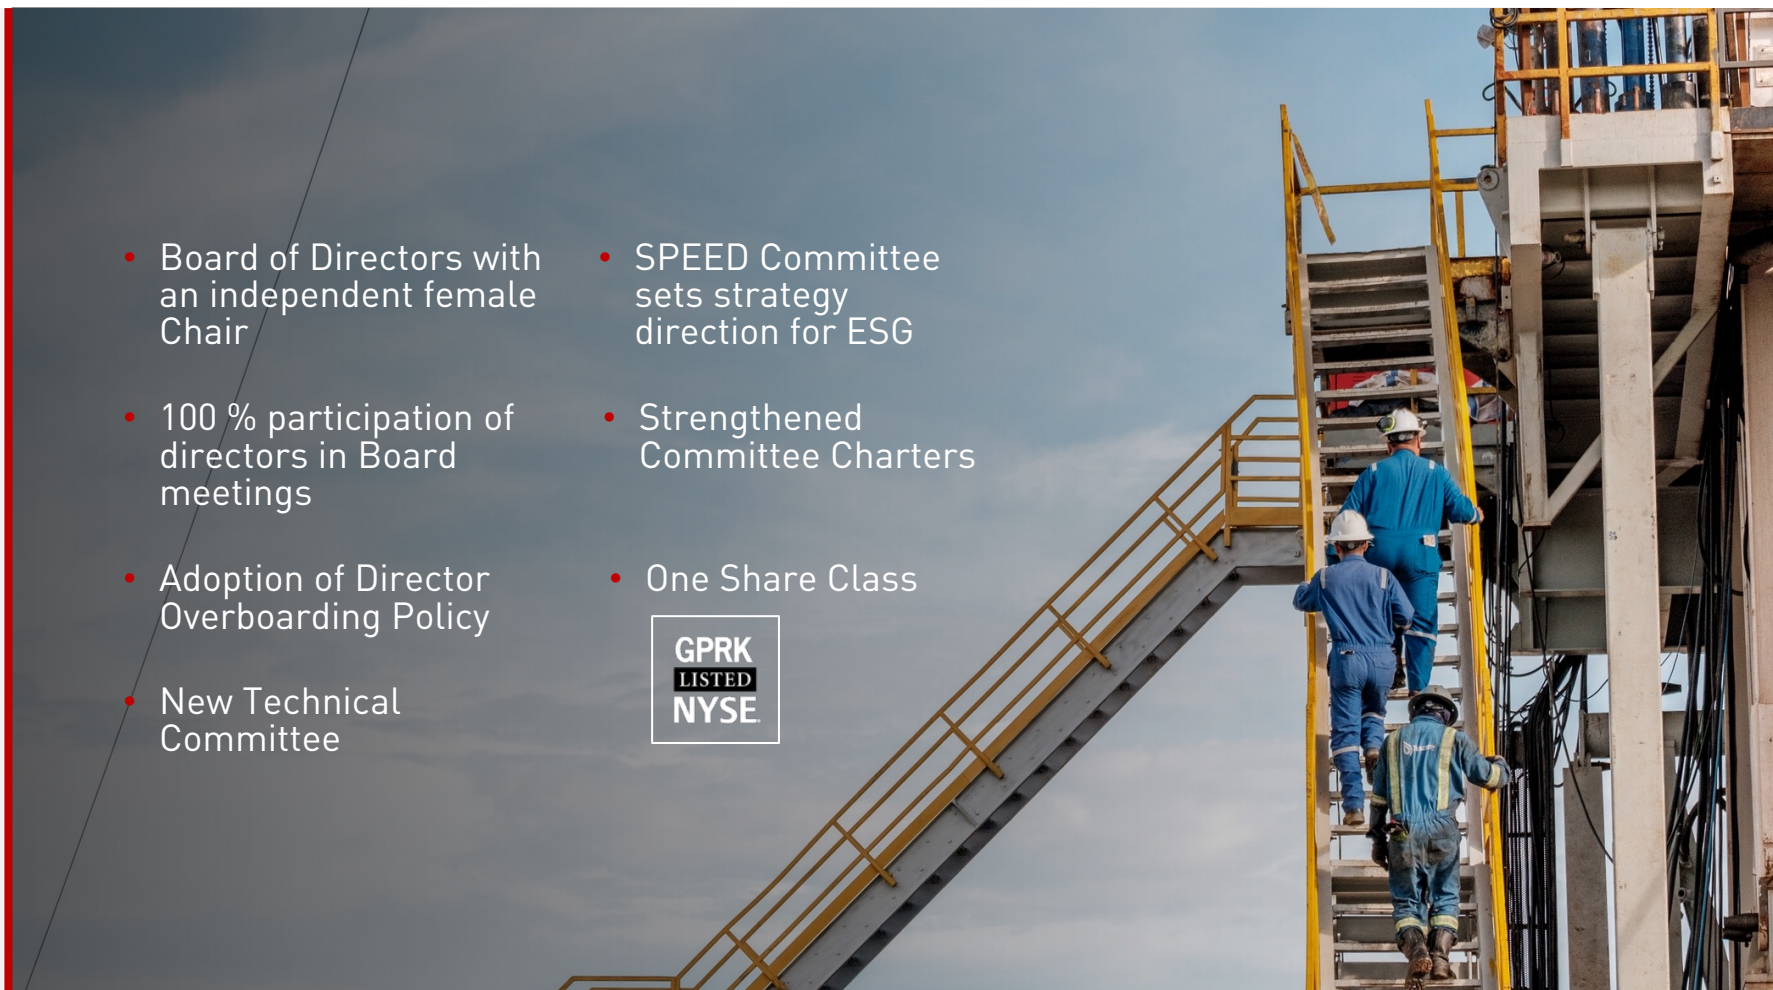 • Board of Directors with
an independent female
Chair
• 100 % participation of
directors in Board
meetings
• Adoption of Director
Overboarding Policy
• New Technical
Committee
• SPEED Committee
sets strategy
direction for ESG
• Strengthened
Committee Charters
• One Share Class
GPRK
LISTED
NYSE